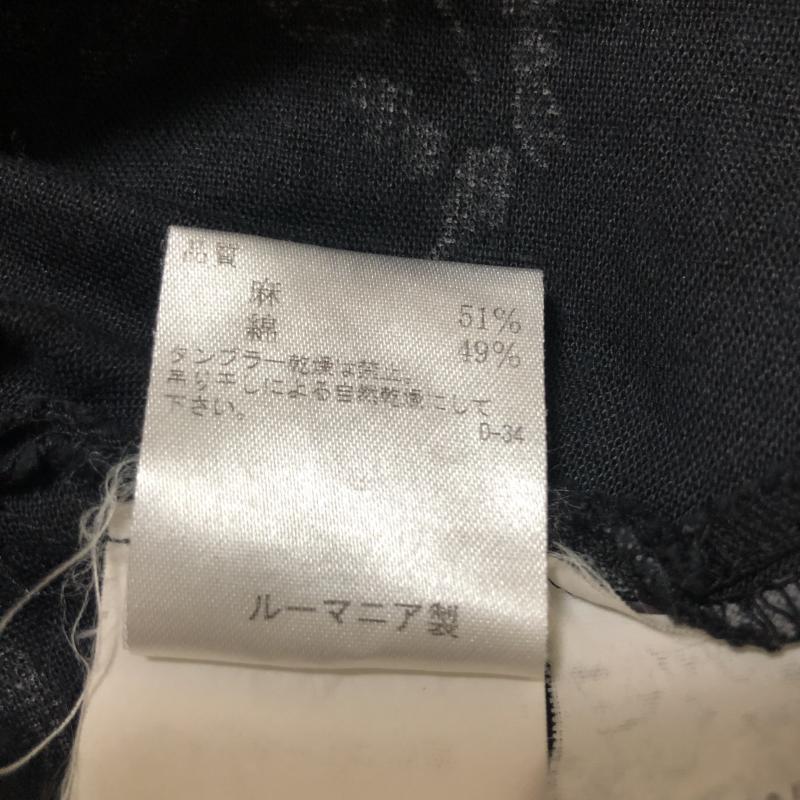 品質
麻 51%
綿 49%
タンブラー乾燥は禁止。
吊り干しによる自然乾燥にして
下さい。
D-34
ルーマニア製